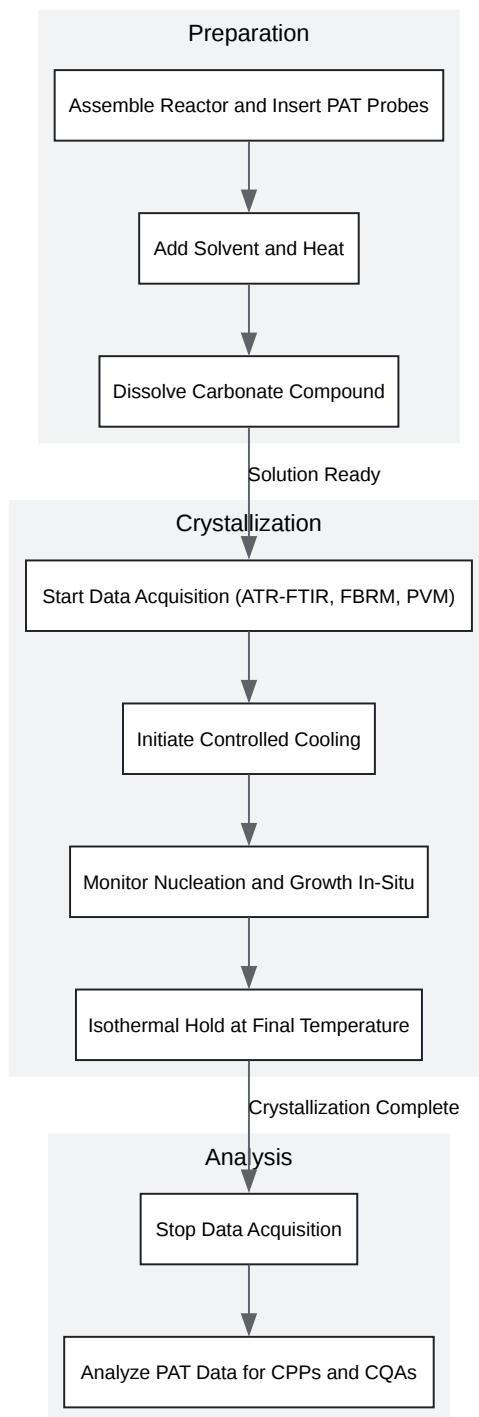 Preparation
Assemble Reactor and Insert PAT Probes
Add Solvent and Heat
Dissolve Carbonate Compound
Solution Ready
Crystallization
Start Data Acquisition (ATR-FTIR, FBRM, PVM)
Initiate Controlled Cooling
Monitor Nucleation and Growth In-Situ
Isothermal Hold at Final Temperature
Crystallization Complete
Analysis
Stop Data Acquisition
Analyze PAT Data for CPPs and CQAs